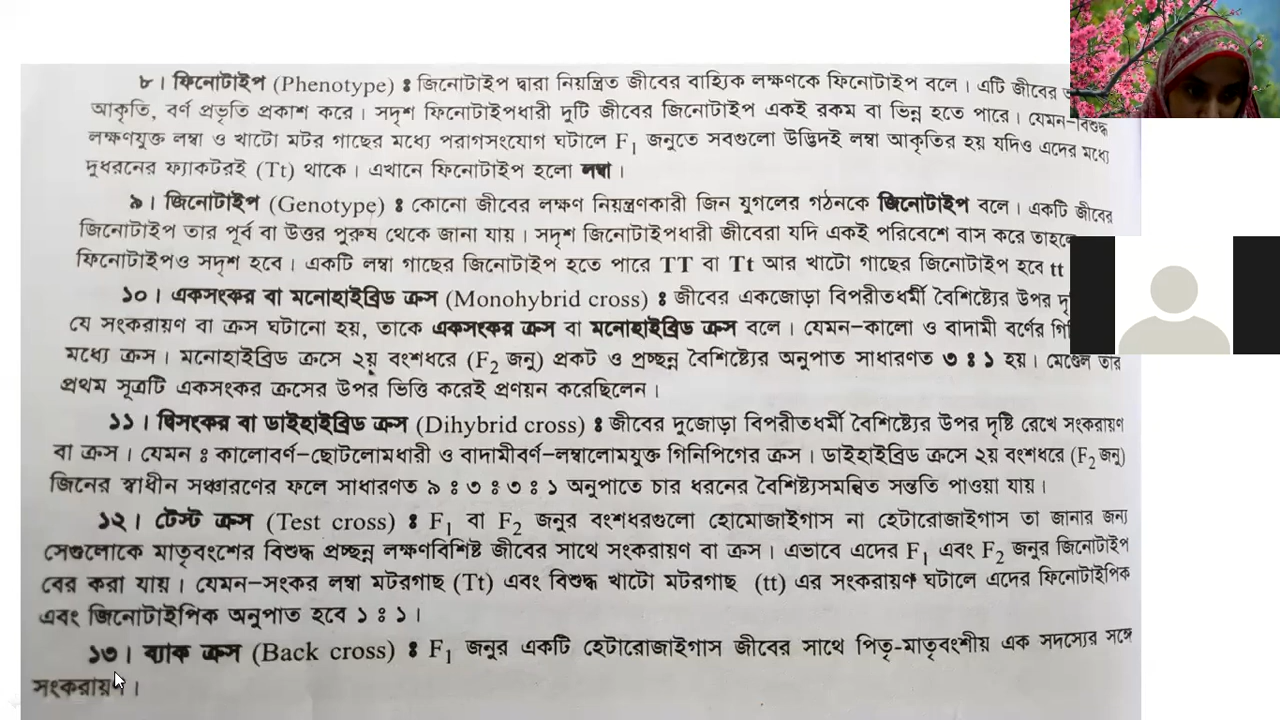 ৮। ফিনোটাইপ (Phenotype) ঃ জিনোটাইপ দ্বারা নিয়ন্ত্রিত জীবের বাহ্যিক লক্ষণকে ফিনোটাইপ বলে। এটি জীবের
আকৃতি, বর্ণ প্রভৃতি প্রকাশ করে। সদৃশ ফিনোটাইপধারী দুটি জীবের জিনোটাইপ একই রকম বা ভিন্ন হতে পারে। যেমন-বিশুদ্ধ
লক্ষণযুক্ত লম্বা ও খাটো মটর গাছের মধ্যে পরাগসংযোগ ঘটালে F₁ জনুতে সবগুলো উদ্ভিদই লম্বা আকৃতির হয় যদিও এদের মধ্যে
দুধরনের ফ্যাকটরই (Tt) থাকে। এখানে ফিনোটাইপ হলো লম্বা।
৯। জিনোটাইপ (Genotype) ঃ কোনো জীবের লক্ষণ নিয়ন্ত্রণকারী জিন যুগলের গঠনকে জিনোটাইপ বলে। একটি জীবের
জিনোটাইপ তার পূর্ব বা উত্তর পুরুষ থেকে জানা যায়। সদৃশ জিনোটাইপধারী জীবেরা যদি একই পরিবেশে বাস করে
ফিনোটাইপও সদৃশ হবে। একটি লম্বা গাছের জিনোটাইপ হতে পারে TT বা Tt আর খাটো গাছের জিনোটাইপ হবে tt
১০। একসংকর বা মনোহাইব্রিড ক্রস (Monohybrid cross) ঃ জীবের একজোড়া বিপরীতধর্মী বৈশিষ্ট্যের উপর
যে সংকরায়ণ বা ক্রস ঘটানো হয়, তাকে একসংকর ক্রস বা মনোহাইব্রিড ক্রস বলে। যেমন-কালো ও বাদামী বর্ণের
মধ্যে ক্রস। মনোহাইব্রিড ক্রসে ২য় বংশধরে (F₂ জনু) প্রকট ও প্রচ্ছন্ন বৈশিষ্ট্যের অনুপাত সাধারণত ৩ ঃ ১ হয়। মেন্ডেল তার
প্রথম সূত্রটি একসংকর ক্রসের উপর ভিত্তি করেই প্রণয়ন করেছিলেন।
১১। দ্বিসংকর বা ডাইহাইব্রিড ক্রস (Dihybrid cross) ঃ জীবের দুজোড়া বিপরীতধর্মী বৈশিষ্ট্যের উপর দৃষ্টি রেখে সংকরায়ণ
বা ক্রস। যেমন ঃ কালোবর্ণ-ছোটলোমধারী ও বাদামীবর্ণ-লম্বালোমযুক্ত গিনিপিগের ক্রস। ডাইহাইব্রিড ক্রসে ২য় বংশধরে (F₂ জনু)
জিনের স্বাধীন সঞ্চারণের ফলে সাধারণত ৯ ঃ ৩ ঃ ৩ ঃ ১ অনুপাতে চার ধরনের বৈশিষ্ট্যসমন্বিত সন্ততি পাওয়া যায়।
১২। টেস্ট ক্রস (Test cross) ঃ F₁ বা F₂ জনুর বংশধরগুলো হোমোজাইগাস না হেটারোজাইগাস তা জানার জন্য
সেগুলোকে মাতৃবংশের বিশুদ্ধ প্রচ্ছন্ন লক্ষণবিশিষ্ট জীবের সাথে সংকরায়ণ বা ক্রস। এভাবে এদের F₁ এবং F₂ জনুর জিনোটাইপ
বের করা যায়। যেমন-সংকর লম্বা মটরগাছ (Tt) এবং বিশুদ্ধ খাটো মটরগাছ (tt) এর সংকরায়ণ ঘটালে এদের ফিনোটাইপিক
এবং জিনোটাইপিক অনুপাত হবে ১ ঃ ১।
১৩। ব্যাক ক্রস (Back cross) ঃ F₁ জনুর একটি হেটারোজাইগাস জীবের সাথে পিতৃ-মাতৃবংশীয় এক সদস্যের সঙ্গে
সংকরায়ণ।